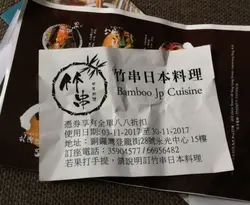 竹串
竹串日本料理
Bamboo Jp Cuisine
憑券享有全單八八折扣
使用日期: 03-11-2017 至 30-11-2017
地址: 銅鑼灣登龍街28號永光中心 15樓
訂座電話: 35904577 / 66956482
若果打手提，請說明訂竹串日本料理